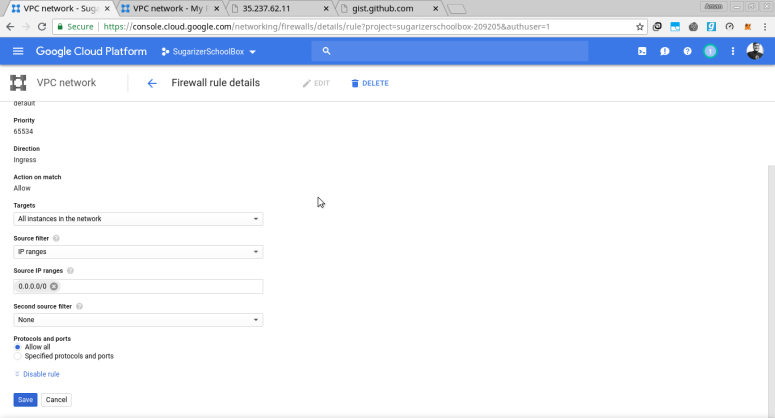 VPC network - Suga
VPC network - My F
35.237.62.11
gist.github.com
Aman
Secure
https://console.cloud.google.com/networking/firewalls/details/rule?project=sugarizerschoolbox-209205&authuser=1
Google Cloud Platform
SugarizerSchoolBox
VPC network
Firewall rule details
EDIT
DELETE
default
Priority
65534
Direction
Ingress
Action on match
Allow
Targets
All instances in the network
Source filter
IP ranges
Source IP ranges
0.0.0.0/0
Second source filter
None
Protocols and ports
Allow all
Specified protocols and ports
Disable rule
Save Cancel